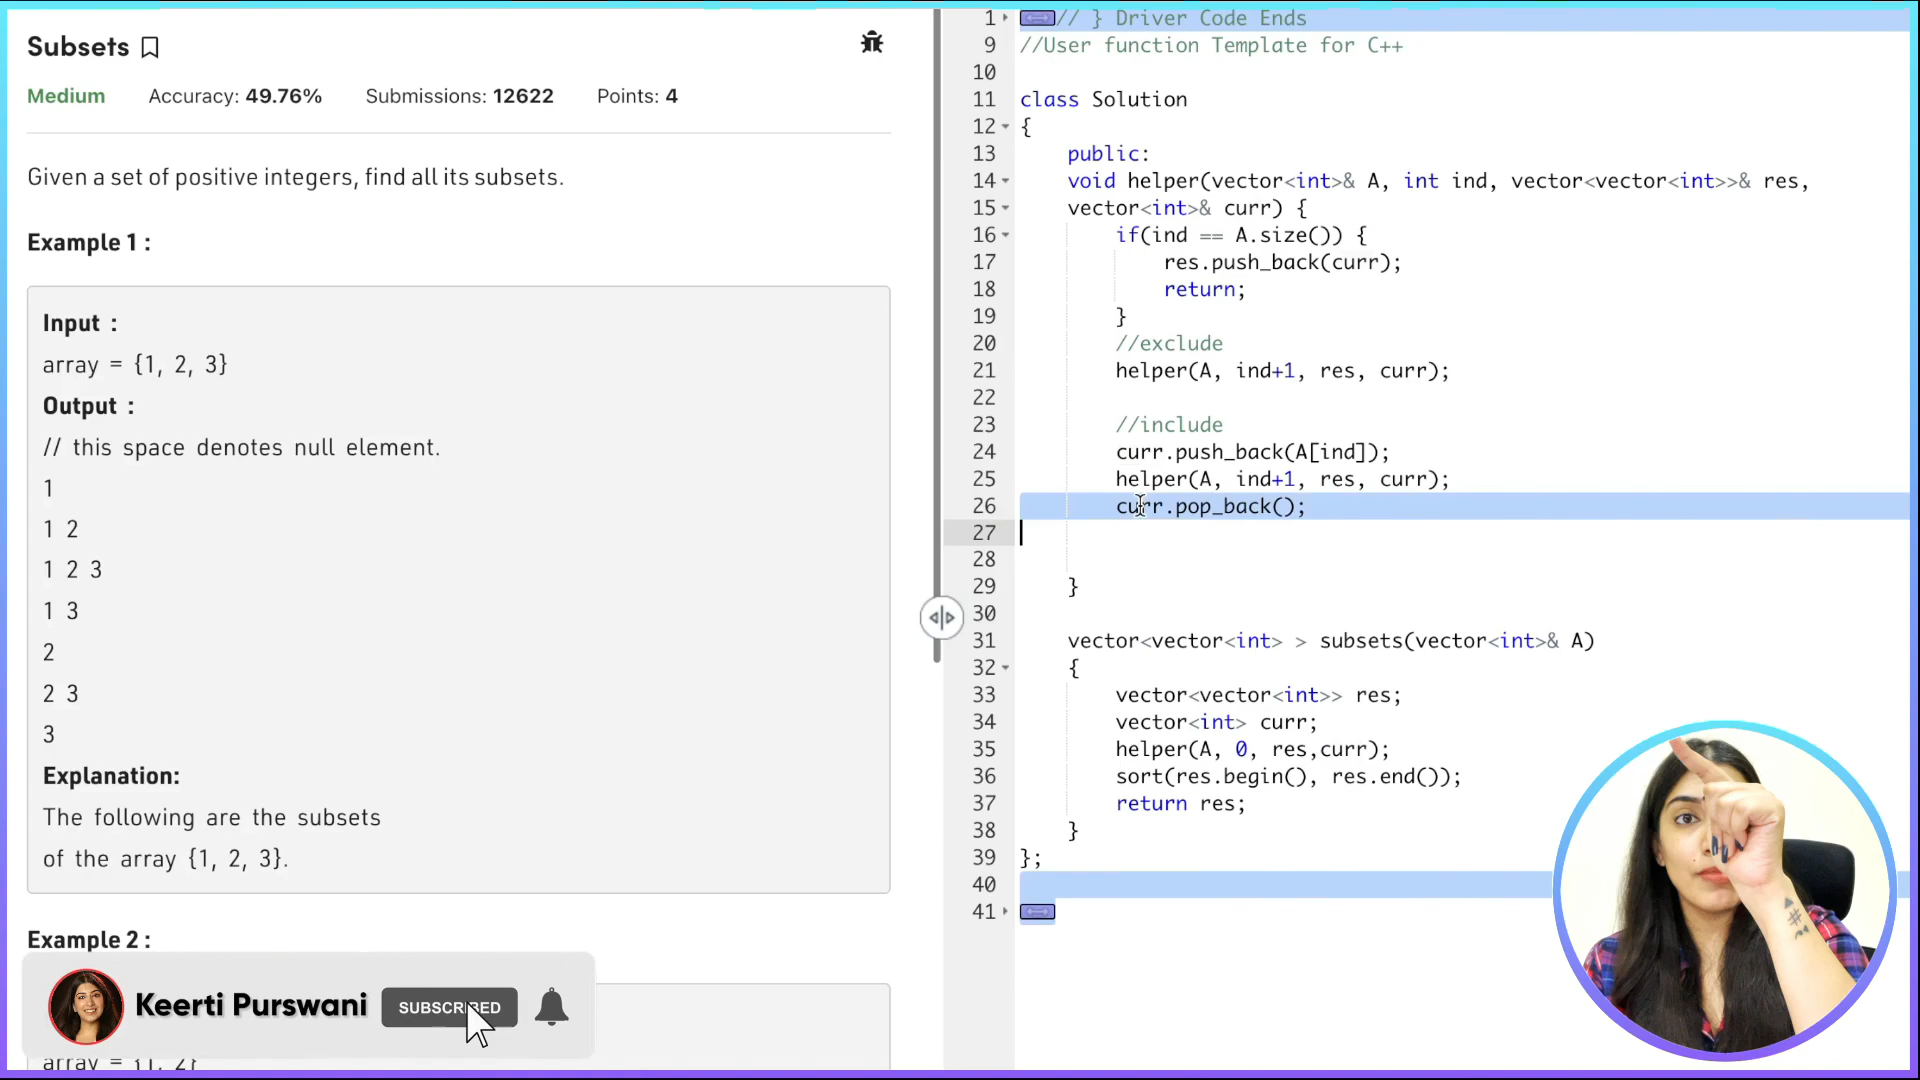 Subsets
Medium Accuracy: 49.76% Submissions: 12622 Points: 4
Given a set of positive integers, find all its subsets.
Example 1 :
Input :
array = {1, 2, 3}
Output :
// this space denotes null element.
1
1 2
1 2 3
1 3
2
2 3
3
Explanation:
The following are the subsets
of the array {1, 2, 3}.
Example 2 :
Keerti Purswani SUBSCRIBED
array = {1, 2}
1 // } Driver Code Ends
9 //User function Template for C++
10
11 class Solution
12 {
13 public:
14 void helper(vector<int>& A, int ind, vector<vector<int>>& res,
15 vector<int>& curr) {
16 if(ind == A.size()) {
17 res.push_back(curr);
18 return;
19 }
20 //exclude
21 helper(A, ind+1, res, curr);
22
23 //include
24 curr.push_back(A[ind]);
25 helper(A, ind+1, res, curr);
26 curr.pop_back();
27
28
29 }
30
31 vector<vector<int> > subsets(vector<int>& A)
32 {
33 vector<vector<int>> res;
34 vector<int> curr;
35 helper(A, 0, res,curr);
36 sort(res.begin(), res.end());
37 return res;
38 }
39 };
40
41